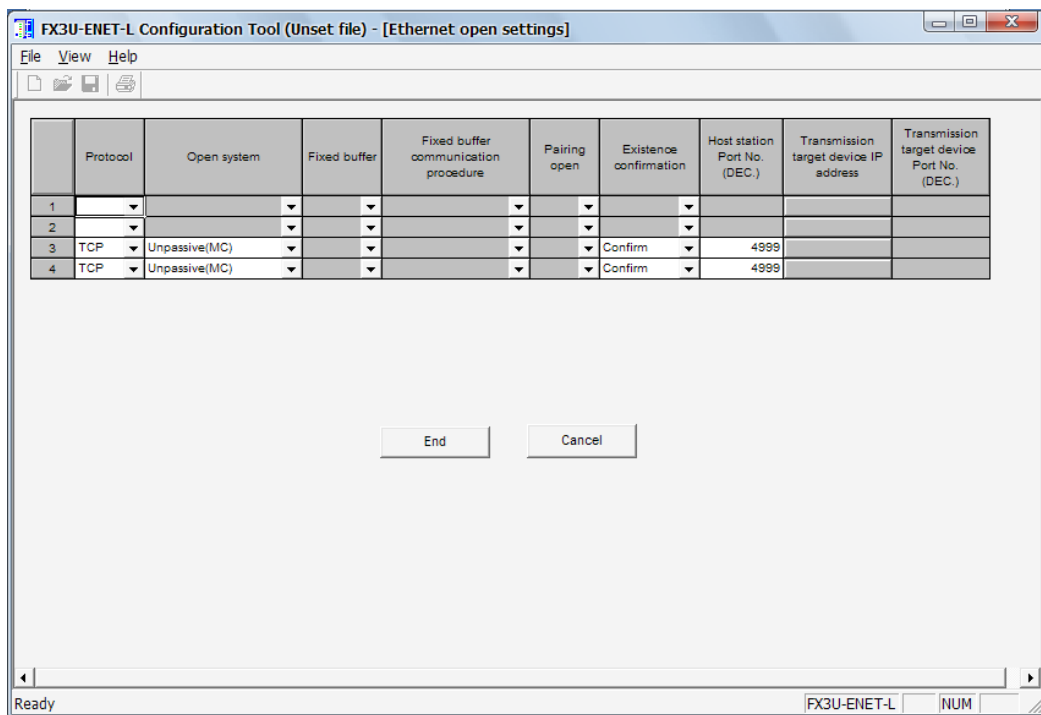 FX3U-ENET-L Configuration Tool (Unset file) - [Ethernet open settings]
File View Help
Protocol Open system Fixed buffer Fixed buffer communication procedure Pairing open Existence confirmation Host station Port No. (DEC.) Transmission target device IP address Transmission target device Port No. (DEC.)
1
2
3 TCP Unpassive(MC) Confirm 4999
4 TCP Unpassive(MC) Confirm 4999
End Cancel
Ready FX3U-ENET-L NUM